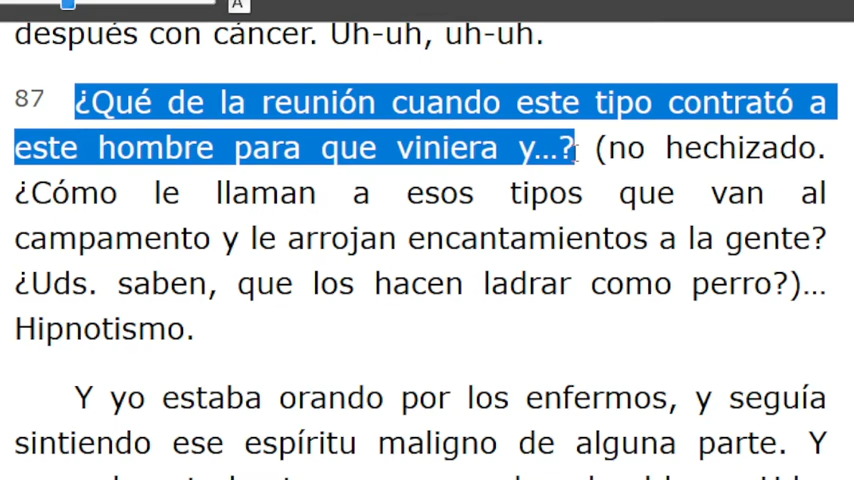 A
después con cáncer. Uh-uh, uh-uh.
87 ¿Qué de la reunión cuando este tipo contrató a
este hombre para que viniera y...? (no hechizado.
¿Cómo le llaman a esos tipos que van al
campamento y le arrojan encantamientos a la gente?
¿Uds. saben, que los hacen ladrar como perro?)...
Hipnotismo.
Y yo estaba orando por los enfermos, y seguía
sintiendo ese espíritu maligno de alguna parte. Y